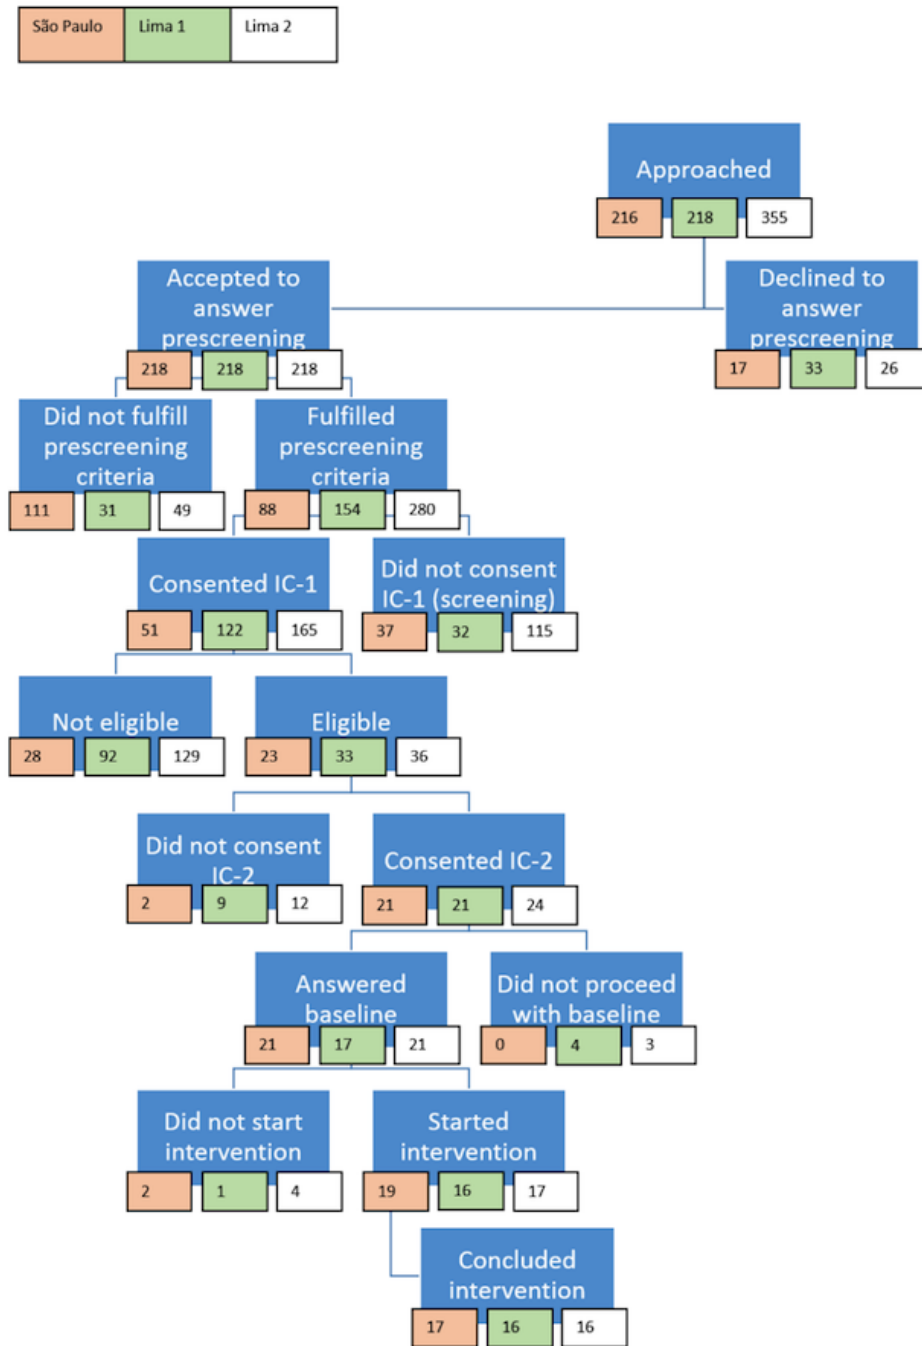 São Paulo Lima 1 Lima 2
Approached
216 218 355
Accepted to
answer
prescreening
218 218 218
Declined to
answer
prescreening
17 33 26
Did not fulfill
prescreening
criteria
111 31 49
Fulfilled
prescreening
criteria
88 154 280
Consented IC-1
51 122 165
Did not consent
IC-1 (screening)
37 32 115
Not eligible
28 92 129
Eligible
23 33 36
Did not consent
IC-2
2 9 12
Consented IC-2
21 21 24
Answered
baseline
21 17 21
Did not proceed
with baseline
0 4 3
Did not start
intervention
2 1 4
Started
intervention
19 16 17
Concluded
intervention
17 16 16